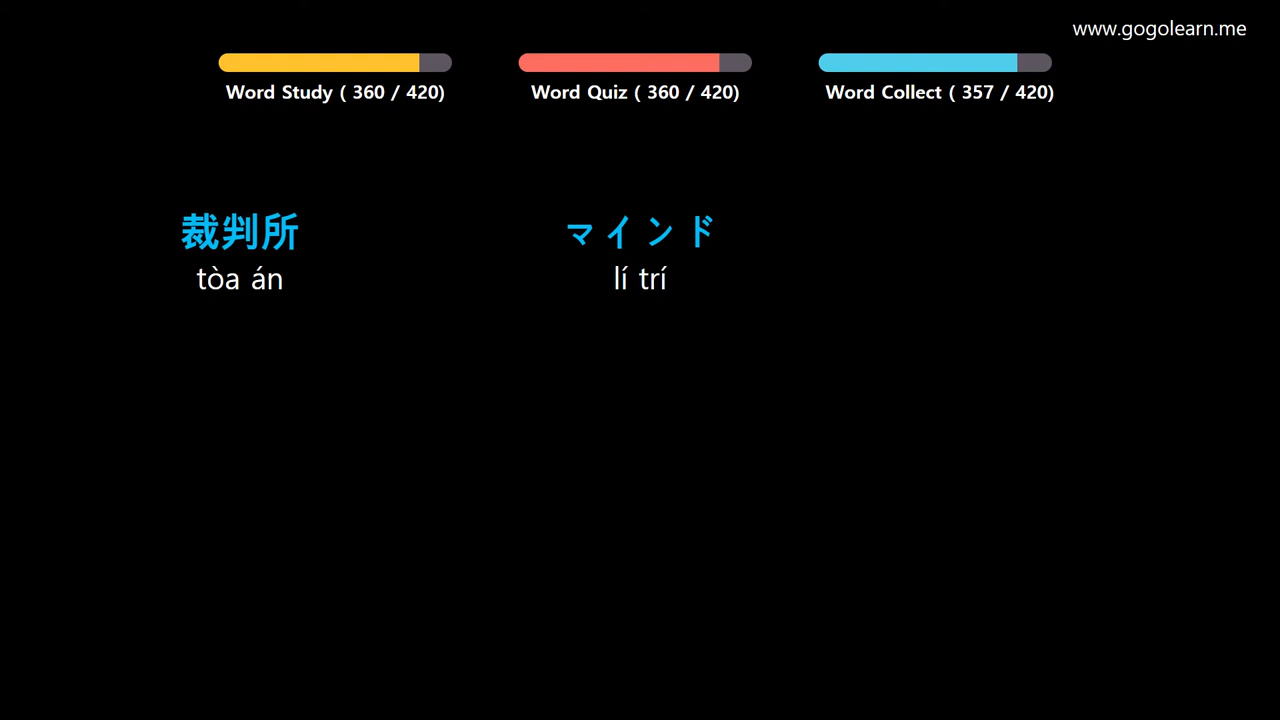 www.gogolearn.me
Word Study ( 360 / 420)
Word Quiz ( 360 / 420)
Word Collect ( 357 / 420)
裁判所
tòa án
マインド
lí trí